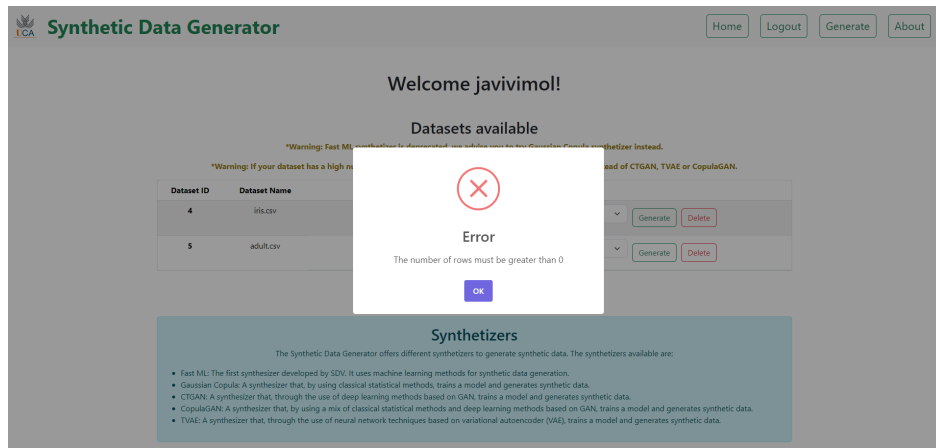 UCA
Synthetic Data Generator
Home
Logout
Generate
About
Welcome javivimol!
Datasets available
*Warning: Fast ML synthetizer is deprecated, we advise you to try Gaussian Copula synthetizer instead.
*Warning: If your dataset has a high nu
ead of CTGAN, TVAE or CopulaGAN.
Dataset ID
Dataset Name
4
iris.csv
Generate
Delete
5
adult.csv
Generate
Delete
Error
The number of rows must be greater than 0
OK
Synthetizers
The Synthetic Data Generator offers different synthetizers to generate synthetic data. The synthetizers available are:
• Fast ML: The first synthesizer developed by SDV. It uses machine learning methods for synthetic data generation.
• Gaussian Copula: A synthesizer that, by using classical statistical methods, trains a model and generates synthetic data.
• CTGAN: A synthesizer that, through the use of deep learning methods based on GAN, trains a model and generates synthetic data.
• CopulaGAN: A synthesizer that, by using a mix of classical statistical methods and deep learning methods based on GAN, trains a model and generates synthetic data.
• TVAE: A synthesizer that, through the use of neural network techniques based on variational autoencoder (VAE), trains a model and generates synthetic data.